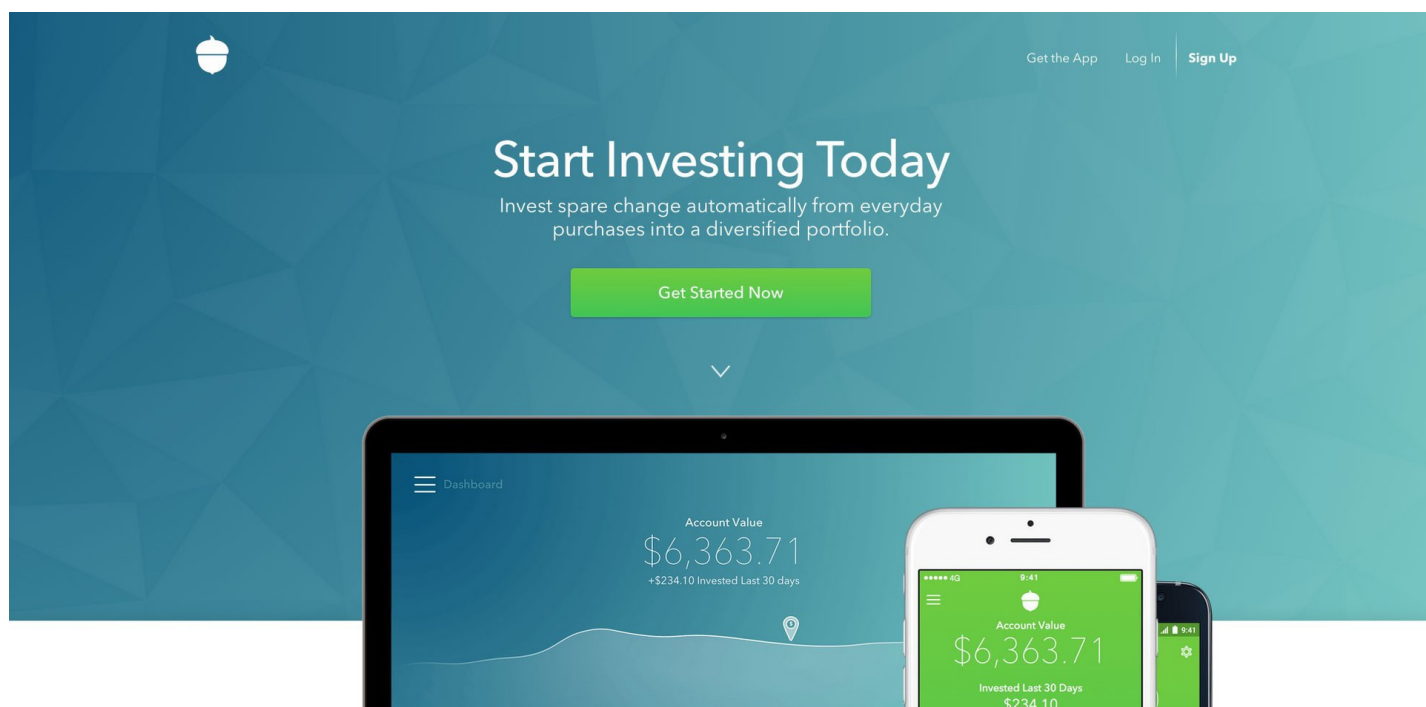 Get the App Log In Sign Up
Start Investing Today
Invest spare change automatically from everyday
purchases into a diversified portfolio.
Get Started Now
Dashboard
Account Value
$6,363.71
+$234.10 Invested Last 30 days
4G 9:41
Account Value
$6,363.71
Invested Last 30 Days
$234.10
9:41